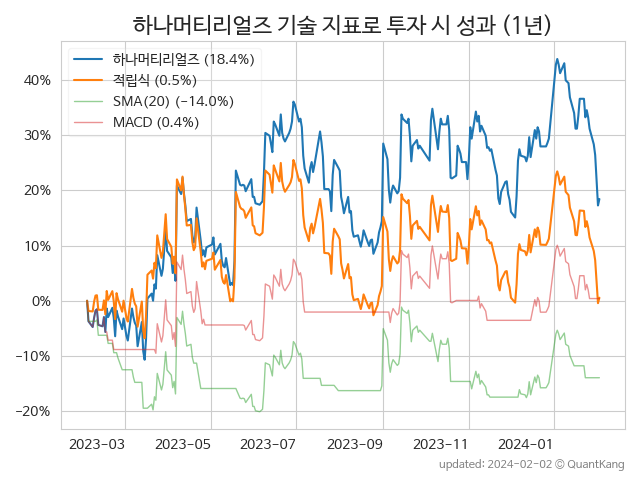 하나머티리얼즈 기술 지표로 투자 시 성과 (1년)
하나머티리얼즈 (18.4%)
적립식 (0.5%)
SMA(20) (−14.0%)
MACD (0.4%)
40%
30%
20%
10%
0%
−10%
−20%
2023−03 2023−05 2023−07 2023−09 2023−11 2024−01
updated: 2024−02−02 © QuantKang